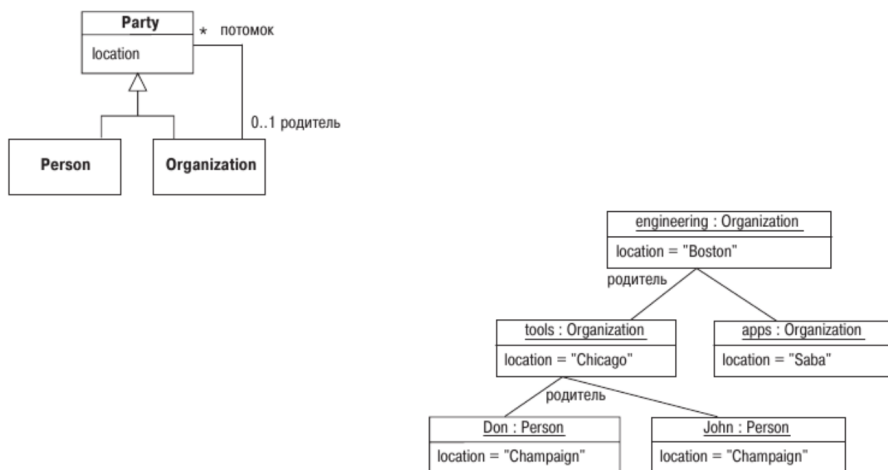 Party
* потомок
location
0..1 родитель
Person
Organization
engineering : Organization
location = "Boston"
родитель
tools : Organization
apps : Organization
location = "Chicago"
location = "Saba"
родитель
Don : Person
John : Person
location = "Champaign"
location = "Champaign"